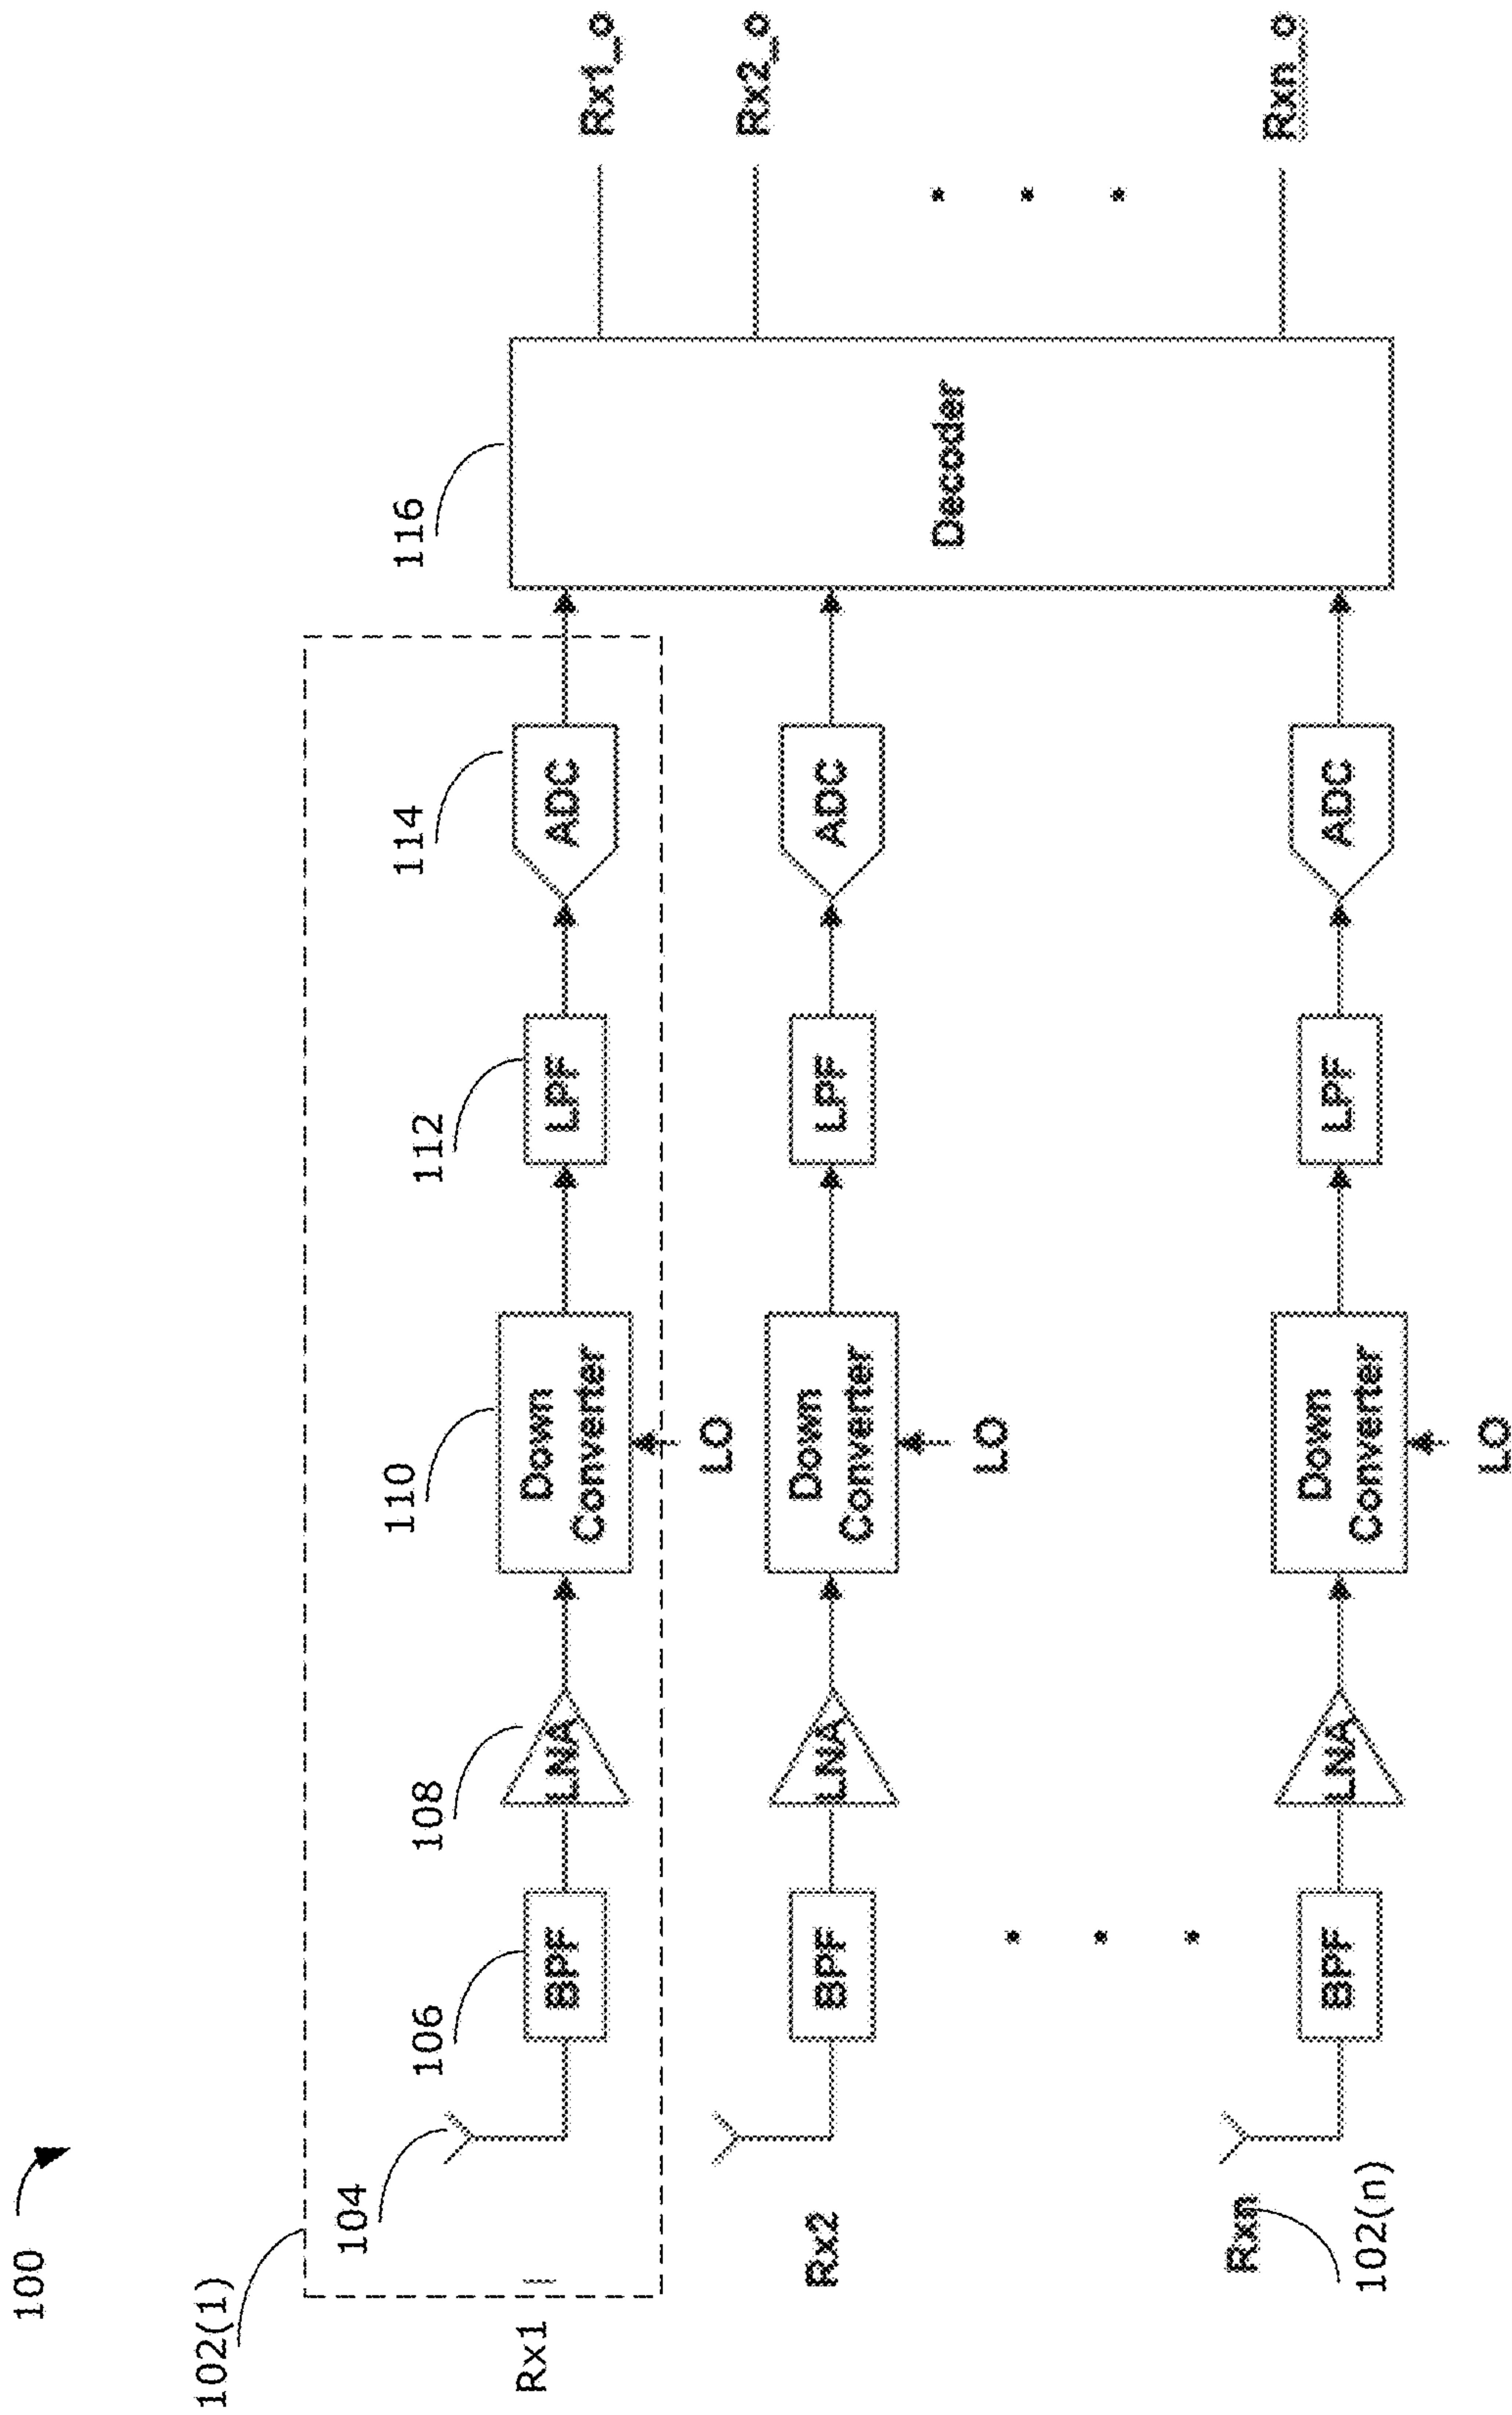 100
102(1)
Rx1
104
106
108
110
112
114
116
BPF
LNA
Down
Converter
LO
LPF
ADC
Decoder
Rx1_o
Rx2
BPF
LNA
Down
Converter
LO
LPF
ADC
Rx2_o
Rxn
102(n)
BPF
LNA
Down
Converter
LO
LPF
ADC
Rxn_o